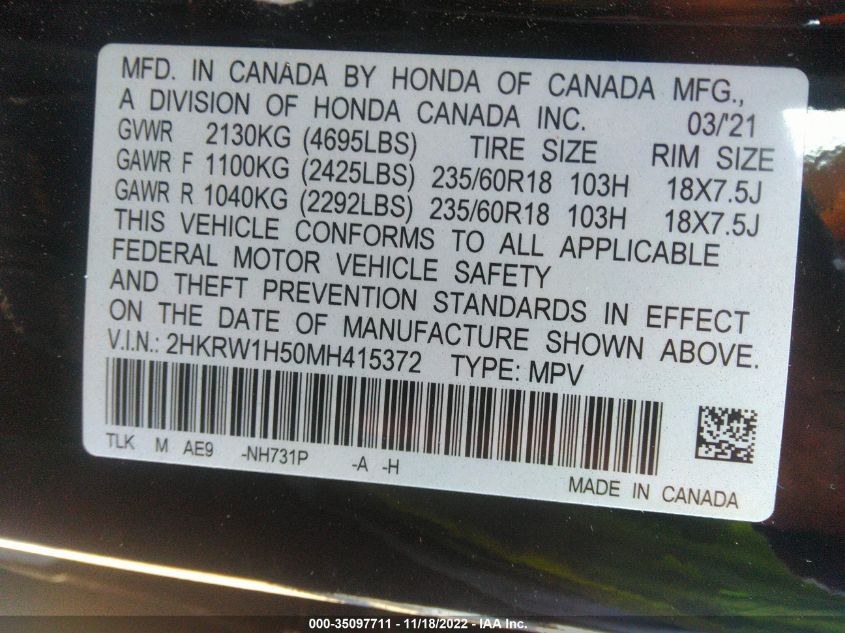 MFD. IN CANADA BY HONDA OF CANADA MFG.,
A DIVISION OF HONDA CANADA INC. 03/'21
GVWR 2130KG (4695LBS) TIRE SIZE RIM SIZE
GAWR F 1100KG (2425LBS) 235/60R18 103H 18X7.5J
GAWR R 1040KG (2292LBS) 235/60R18 103H 18X7.5J
THIS VEHICLE CONFORMS TO ALL APPLICABLE
FEDERAL MOTOR VEHICLE SAFETY
AND THEFT PREVENTION STANDARDS IN EFFECT
ON THE DATE OF MANUFACTURE SHOWN ABOVE.
V.I.N.: 2HKRW1H50MH415372 TYPE: MPV
TLK M AE9 -NH731P -A -H
MADE IN CANADA
000-35097711 - 11/18/2022 - IAA Inc.